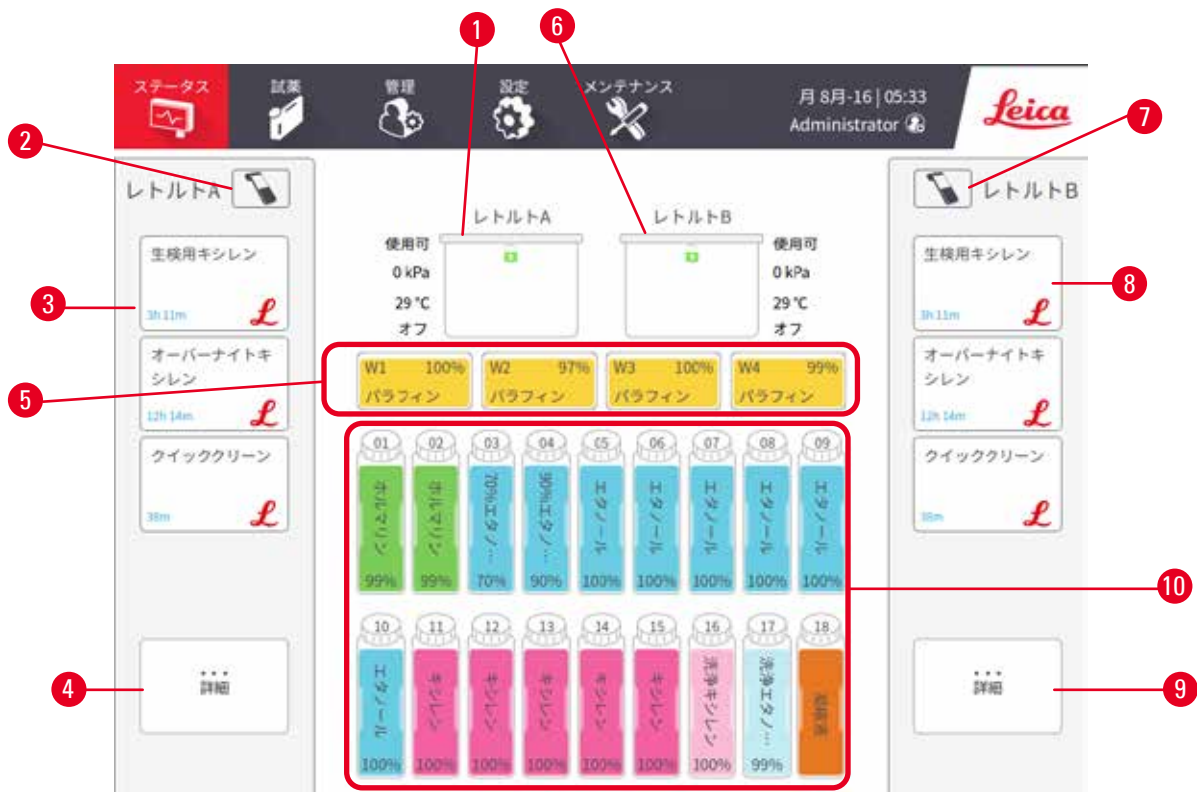 1
6
ステータス
試薬
管理
設定
メンテナンス
月 8月-16 | 05:33
Administrator
Leica
2
7
レトルトA
レトルトB
レトルトA
レトルトB
使用可
0 kPa
29 °C
オフ
使用可
0 kPa
29 °C
オフ
3
生検用キシレン
3h 11m
オーバーナイトキ
シレン
12h 14m
クイッククリーン
38m
8
生検用キシレン
3h 11m
オーバーナイトキ
シレン
12h 14m
クイッククリーン
38m
5
W1 100%
パラフィン
W2 97%
パラフィン
W3 100%
パラフィン
W4 99%
パラフィン
01 02 03 04 05 06 07 08 09
ホルマリン
ホルマリン
70%エタノ…
90%エタノ…
エタノール
エタノール
エタノール
エタノール
エタノール
99% 99% 70% 90% 100% 100% 100% 100% 100%
10
10 11 12 13 14 15 16 17 18
エタノール
キシレン
キシレン
キシレン
キシレン
キシレン
洗浄キシレン
洗浄エタノ…
100% 100% 100% 100% 100% 100% 100% 99%
4
…
詳細
9
…
詳細